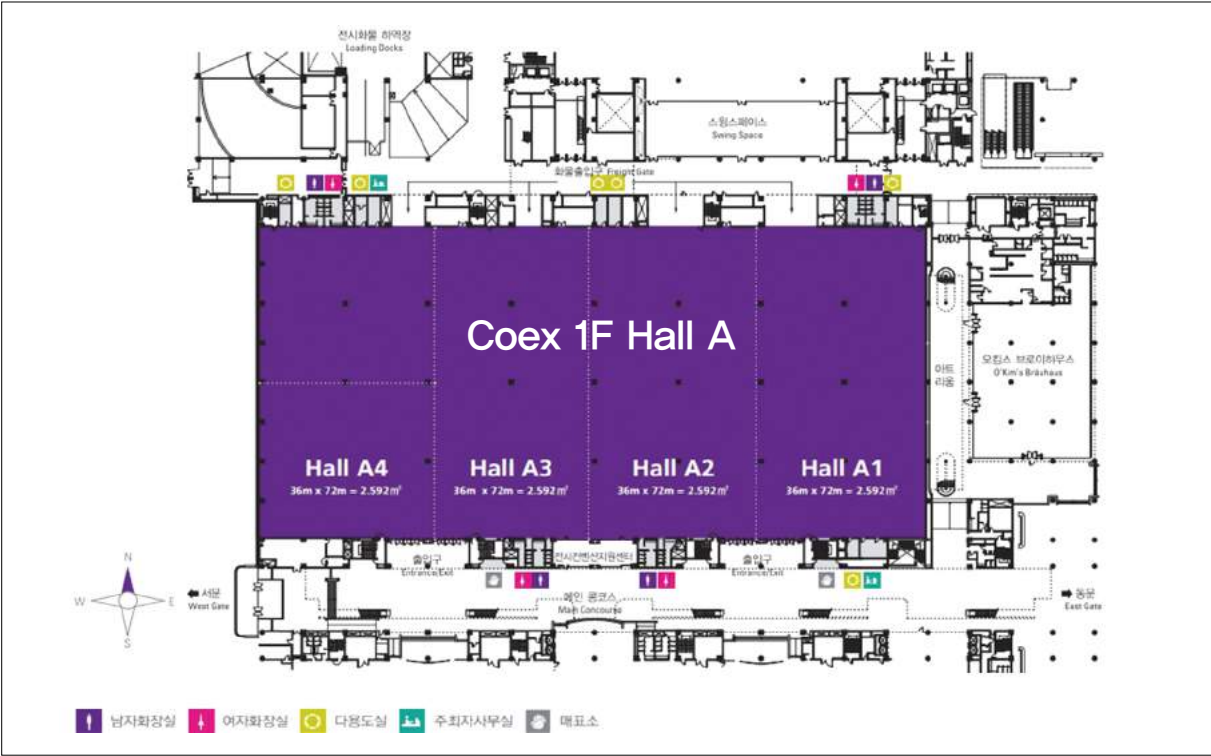 전시화물 하역장
Loading Docks
스윙스페이스
Swing Space
화물출입구 Freight Gate
Coex 1F Hall A
아트
리움
오킴스 브로이하우스
O'Kim's Bräuhaus
Hall A4
36m x 72m = 2.592㎡
Hall A3
36m x 72m = 2.592㎡
Hall A2
36m x 72m = 2.592㎡
Hall A1
36m x 72m = 2.592㎡
출입구
Entrance/Exit
전시컨벤션지원센터
출입구
Entrance/Exit
N
W
E
S
서문
West Gate
메인 콩코스
Main Concourse
동문
East Gate
남자화장실
여자화장실
다용도실
주최자사무실
매표소